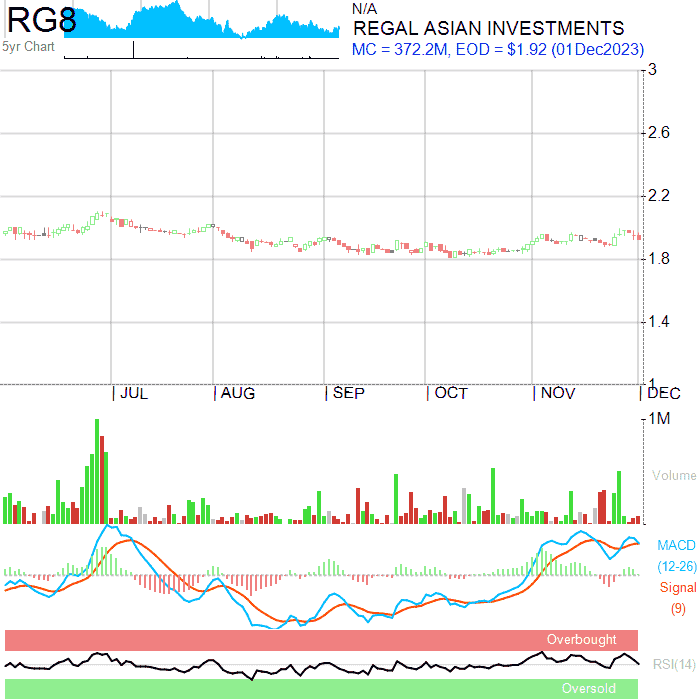 RG8
N/A
REGAL ASIAN INVESTMENTS
5yr Chart
MC = 372.2M, EOD = $1.92 (01Dec2023)
3
2.6
2.2
1.8
1.4
1
| JUL | AUG | SEP | OCT | NOV | DEC
1M
Volume
MACD
(12-26)
Signal
(9)
Overbought
RSI(14)
Oversold